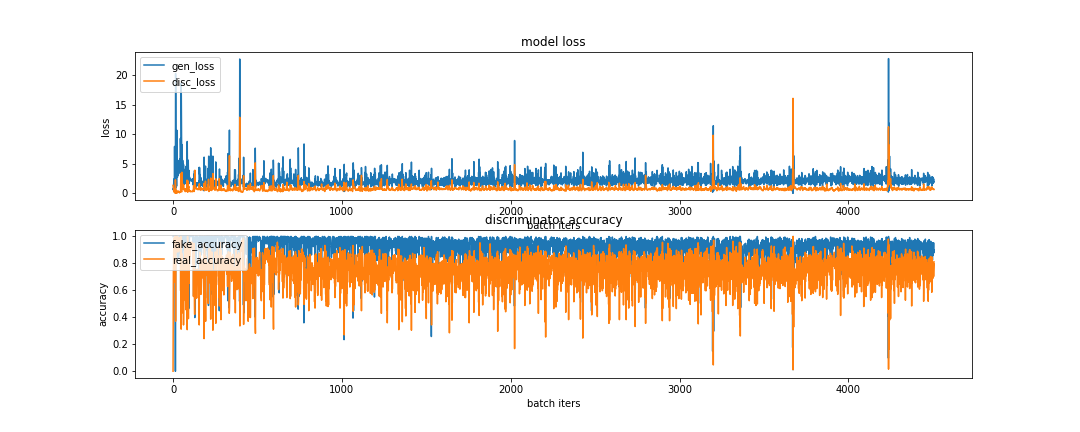 model loss
gen_loss
disc_loss
20
15
10
5
0
loss
0
1000
2000
3000
4000
batch iters
discriminator accuracy
fake_accuracy
real_accuracy
1.0
0.8
0.6
0.4
0.2
0.0
accuracy
0
1000
2000
3000
4000
batch iters